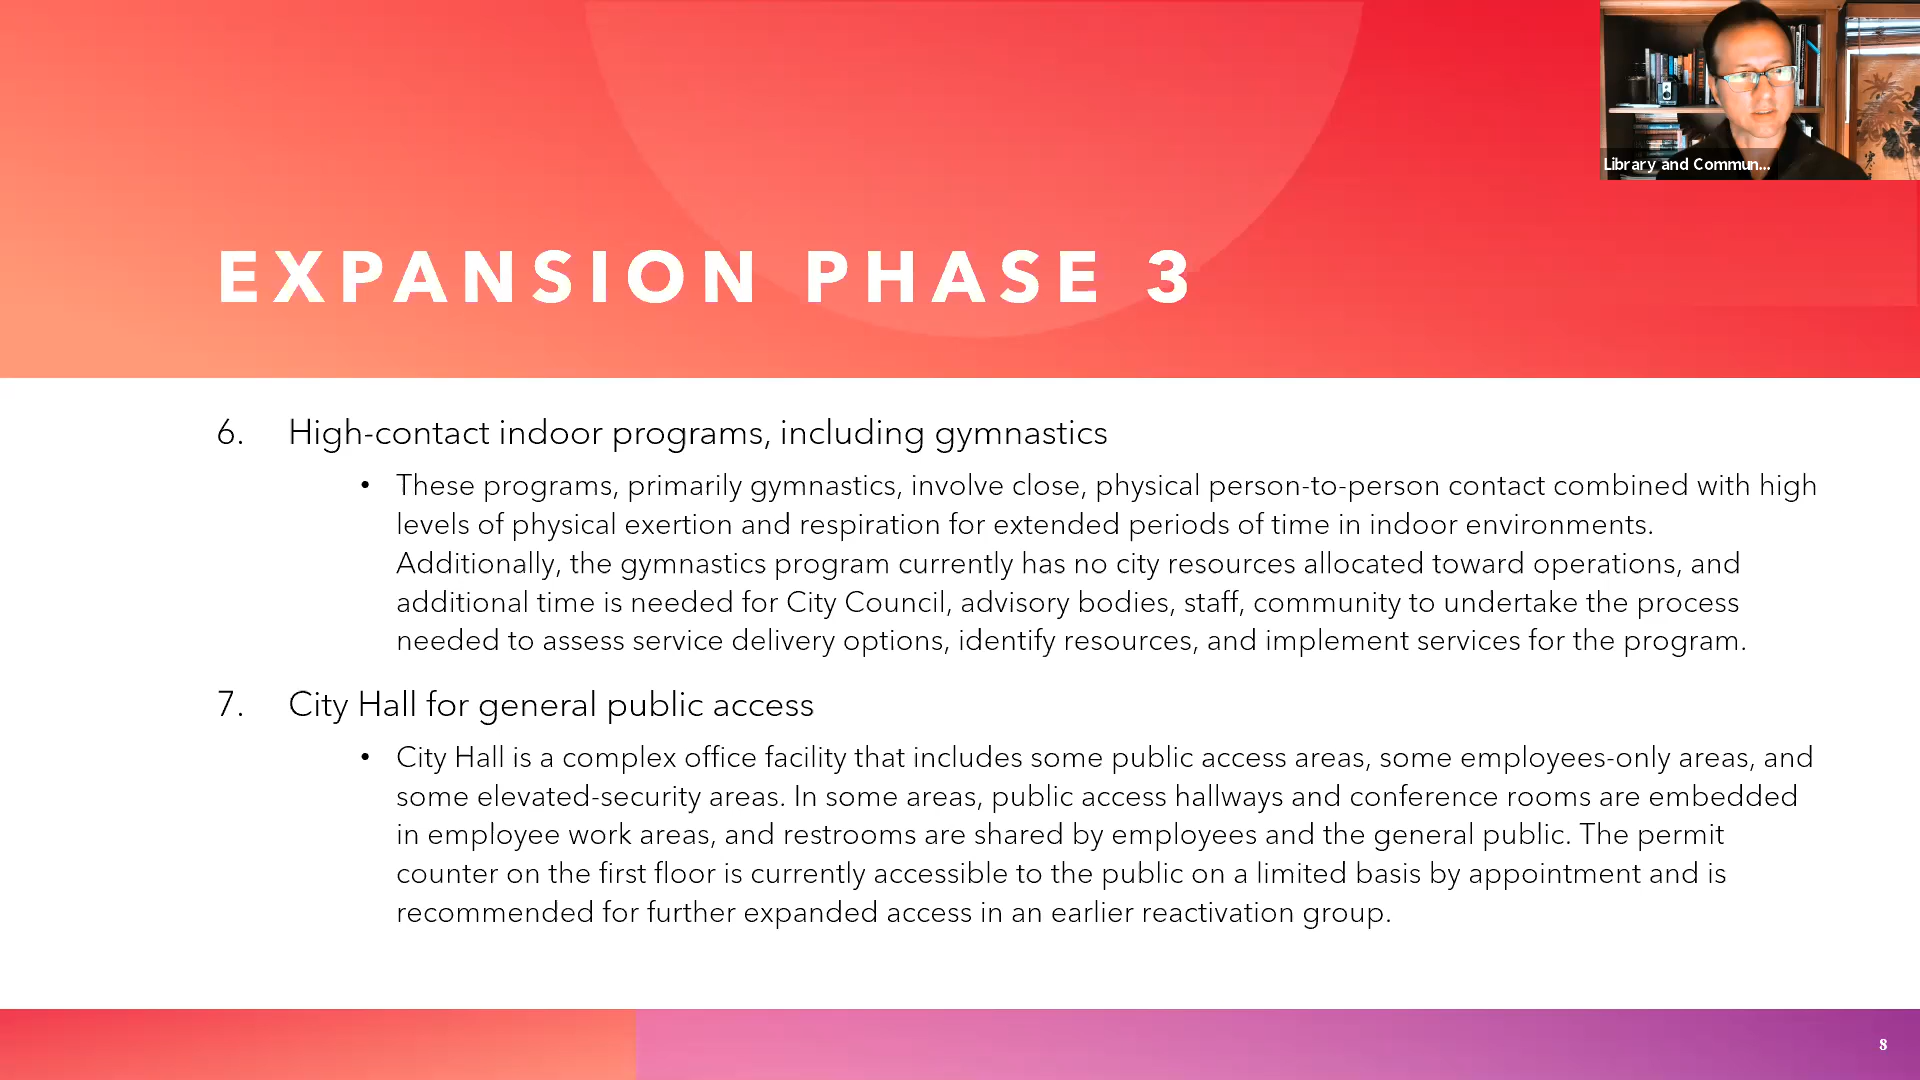 Library and Commun...
EXPANSION PHASE 3
6. High-contact indoor programs, including gymnastics
• These programs, primarily gymnastics, involve close, physical person-to-person contact combined with high
levels of physical exertion and respiration for extended periods of time in indoor environments.
Additionally, the gymnastics program currently has no city resources allocated toward operations, and
additional time is needed for City Council, advisory bodies, staff, community to undertake the process
needed to assess service delivery options, identify resources, and implement services for the program.
7. City Hall for general public access
• City Hall is a complex office facility that includes some public access areas, some employees-only areas, and
some elevated-security areas. In some areas, public access hallways and conference rooms are embedded
in employee work areas, and restrooms are shared by employees and the general public. The permit
counter on the first floor is currently accessible to the public on a limited basis by appointment and is
recommended for further expanded access in an earlier reactivation group.
8